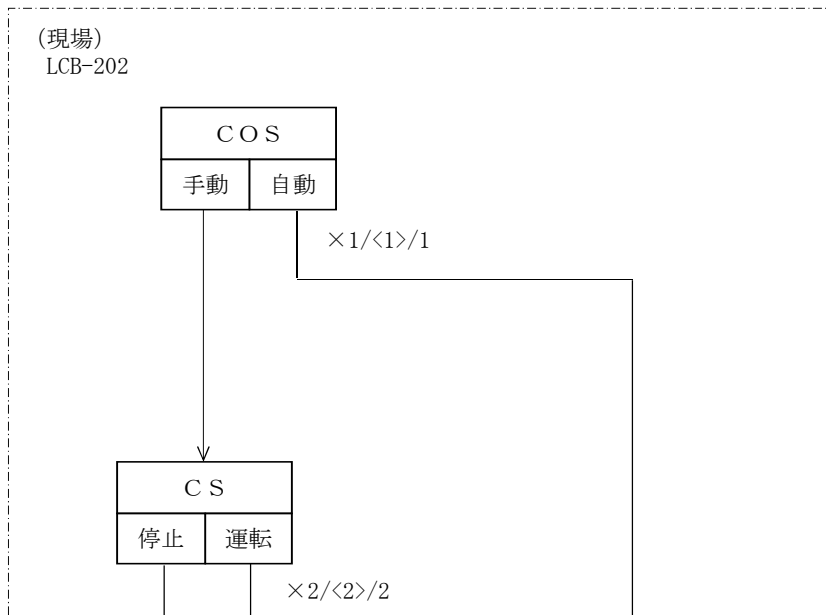 (現場)
LCB-202
ＣＯＳ
手動 自動
×1/<1>/1
ＣＳ
停止 運転
×2/<2>/2